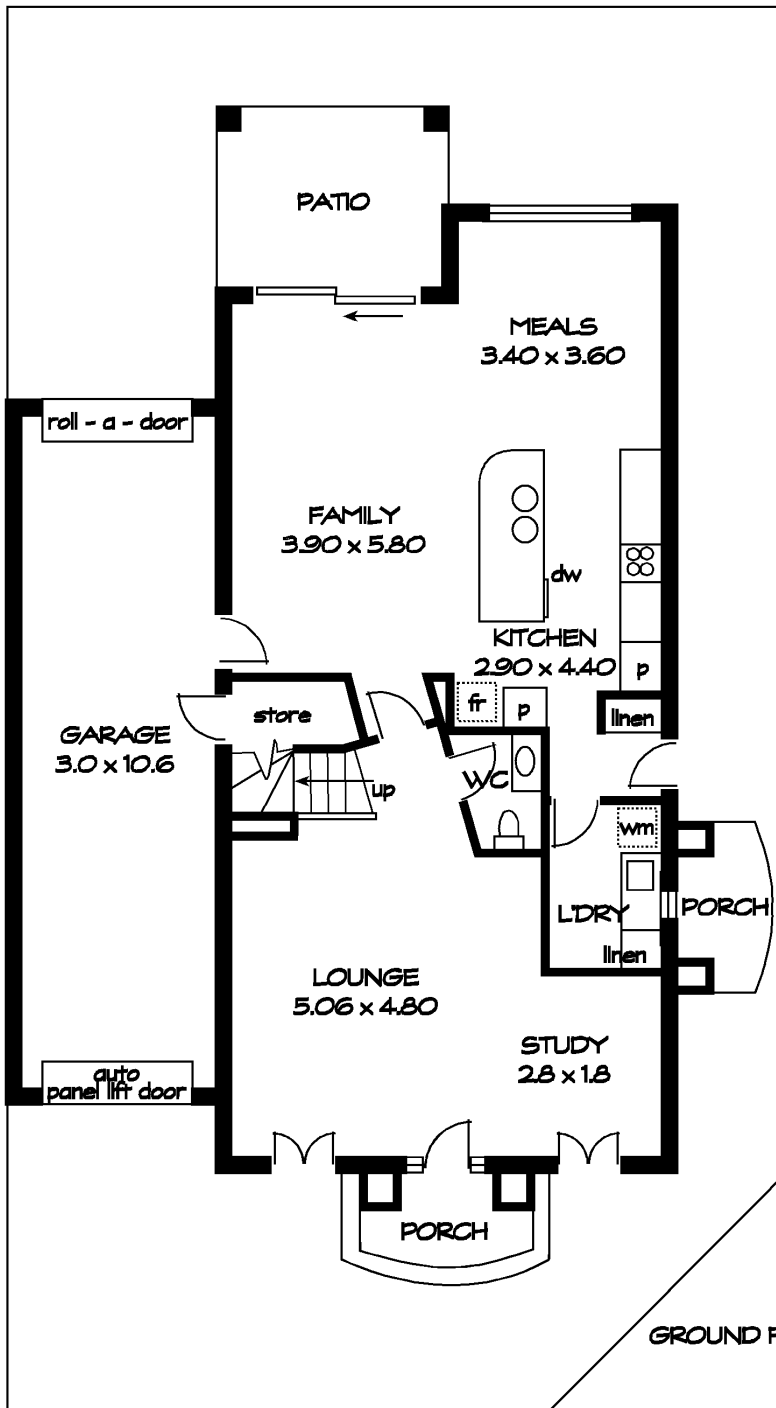 PATIO
MEALS
3.40 x 3.60
roll - a - door
FAMILY
3.90 x 5.80
dw
KITCHEN
2.90 x 4.40
p
fr
p
linen
store
GARAGE
3.0 x 10.6
up
WC
wm
L'DRY
PORCH
linen
LOUNGE
5.06 x 4.80
STUDY
2.8 x 1.8
auto
panel lift door
PORCH
GROUND